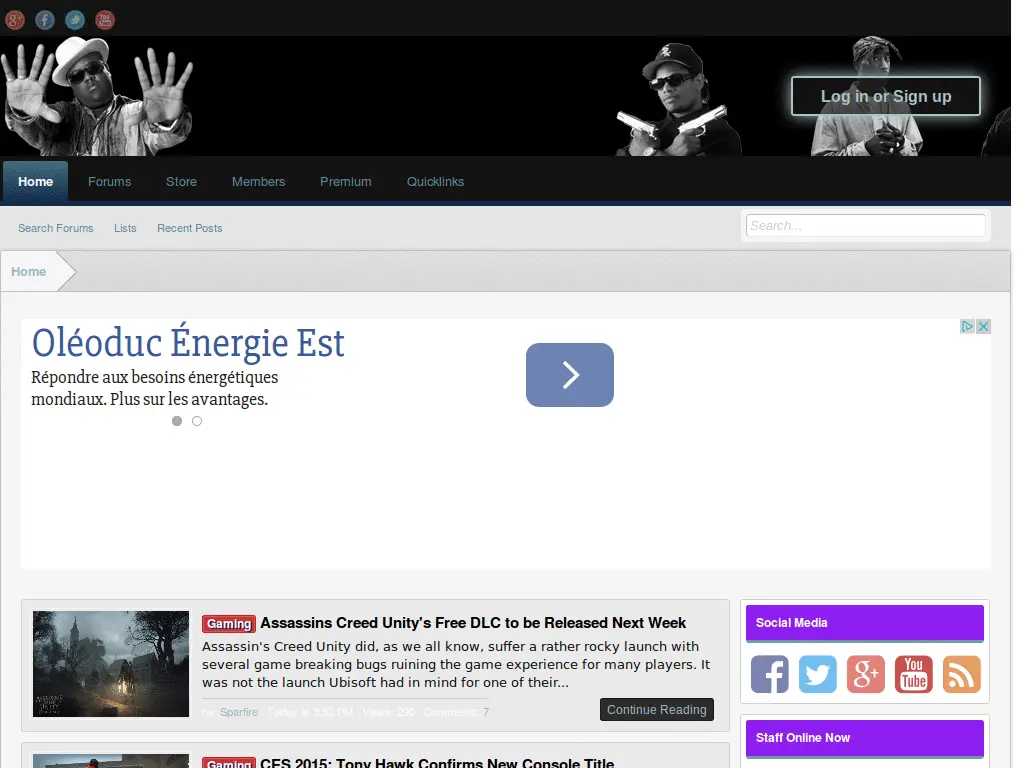 Log in or Sign up
Home Forums Store Members Premium Quicklinks
Search Forums Lists Recent Posts
Search...
Home
Oléoduc Énergie Est
Répondre aux besoins énergétiques
mondiaux. Plus sur les avantages.
Gaming Assassins Creed Unity's Free DLC to be Released Next Week
Assassin's Creed Unity did, as we all know, suffer a rather rocky launch with
several game breaking bugs ruining the game experience for many players. It
was not the launch Ubisoft had in mind for one of their...
by Sparfire Today at 3:53 PM Views: 290 Comments: 7
Continue Reading
Gaming CES 2015: Tony Hawk Confirms New Console Title
Social Media
You
Tube
Staff Online Now